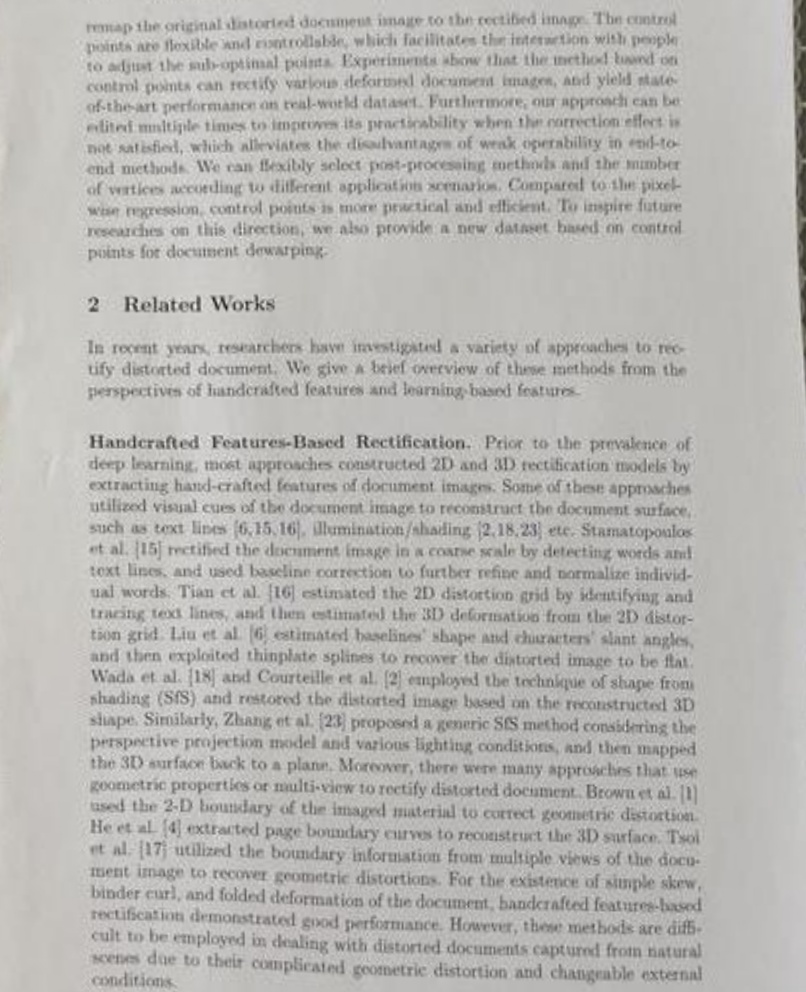 remap the original distorted document image to the rectified image. The control
points are flexible and controllable, which facilitates the interaction with people
to adjust the sub-optimal points. Experiments show that the method based on
control points can rectify various deformed document images, and yield state-
of-the-art performance on real-world dataset. Furthermore, our approach can be
edited multiple times to improves its practicability when the correction effect is
not satisfied, which alleviates the disadvantages of weak operability in end-to-
end methods. We can flexibly select post-processing methods and the number
of vertices according to different application scenarios. Compared to the pixel-
wise regression, control points is more practical and efficient. To inspire future
researches on this direction, we also provide a new dataset based on control
points for document dewarping.
2 Related Works
In recent years, researchers have investigated a variety of approaches to rec-
tify distorted document. We give a brief overview of these methods from the
perspectives of handcrafted features and learning-based features.
Handcrafted Features-Based Rectification. Prior to the prevalence of
deep learning, most approaches constructed 2D and 3D rectification models by
extracting hand-crafted features of document images. Some of these approaches
utilized visual cues of the document image to reconstruct the document surface,
such as text lines [6,15,16], illumination/shading [2,18,23] etc. Stamatopoulos
et al. [15] rectified the document image in a coarse scale by detecting words and
text lines, and used baseline correction to further refine and normalize individ-
ual words. Tian et al. [16] estimated the 2D distortion grid by identifying and
tracing text lines, and then estimated the 3D deformation from the 2D distor-
tion grid. Liu et al. [6] estimated baselines' shape and characters' slant angles,
and then exploited thinplate splines to recover the distorted image to be flat.
Wada et al. [18] and Courteille et al. [2] employed the technique of shape from
shading (SfS) and restored the distorted image based on the reconstructed 3D
shape. Similarly, Zhang et al. [23] proposed a generic SfS method considering the
perspective projection model and various lighting conditions, and then mapped
the 3D surface back to a plane. Moreover, there were many approaches that use
geometric properties or multi-view to rectify distorted document. Brown et al. [1]
used the 2-D boundary of the imaged material to correct geometric distortion.
He et al. [4] extracted page boundary curves to reconstruct the 3D surface. Tsoi
et al. [17] utilized the boundary information from multiple views of the docu-
ment image to recover geometric distortions. For the existence of simple skew,
binder curl, and folded deformation of the document, handcrafted features-based
rectification demonstrated good performance. However, these methods are diffi-
cult to be employed in dealing with distorted documents captured from natural
scenes due to their complicated geometric distortion and changeable external
conditions.